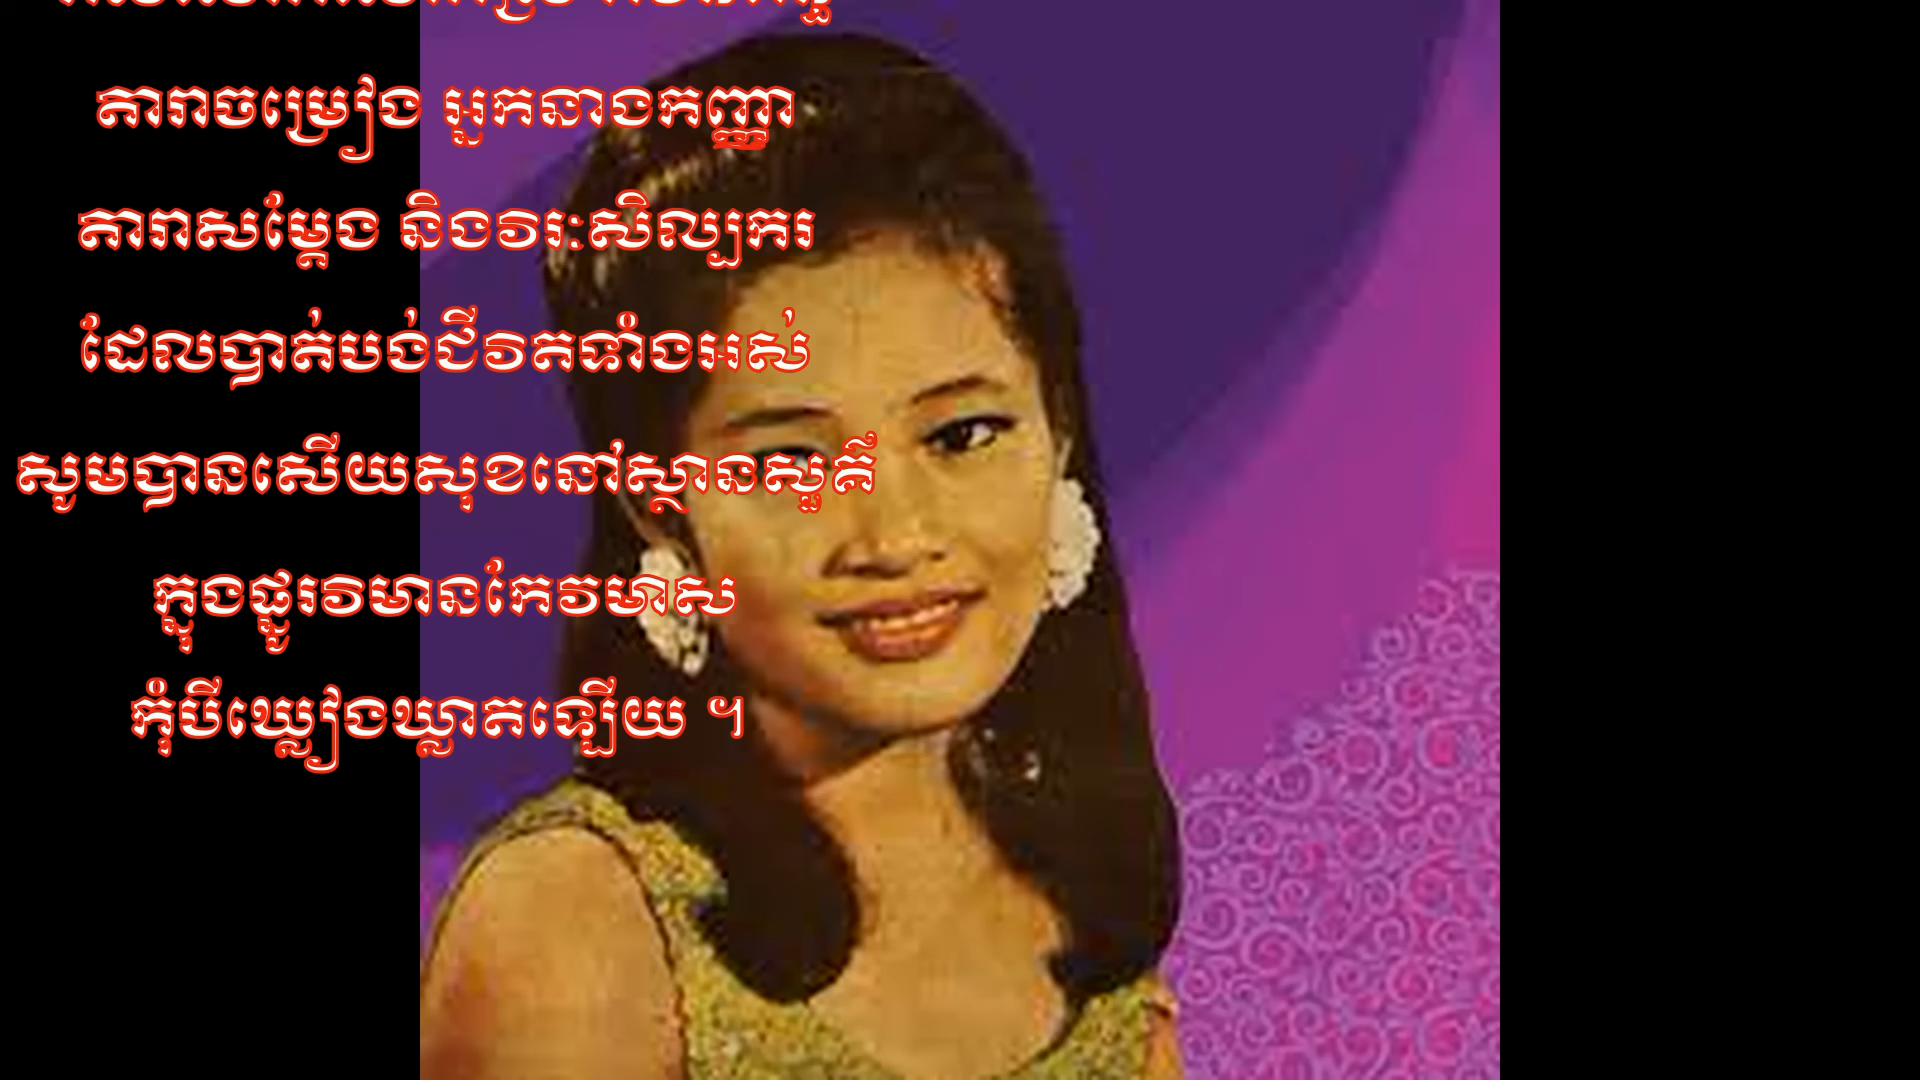 តារាចម្រៀង អ្នកនាងកញ្ញា
តារាសម្ដែង និងវិរៈសិល្បករ
ដែលបាត់បង់ជីវិតទាំងអស់
សូមបានសើយសុខនៅស្ថានសួគ៌
ក្នុងផ្លូវវិមានកែវមាស
កុំបីឃ្លៀងឃ្លាតឡើយ ។